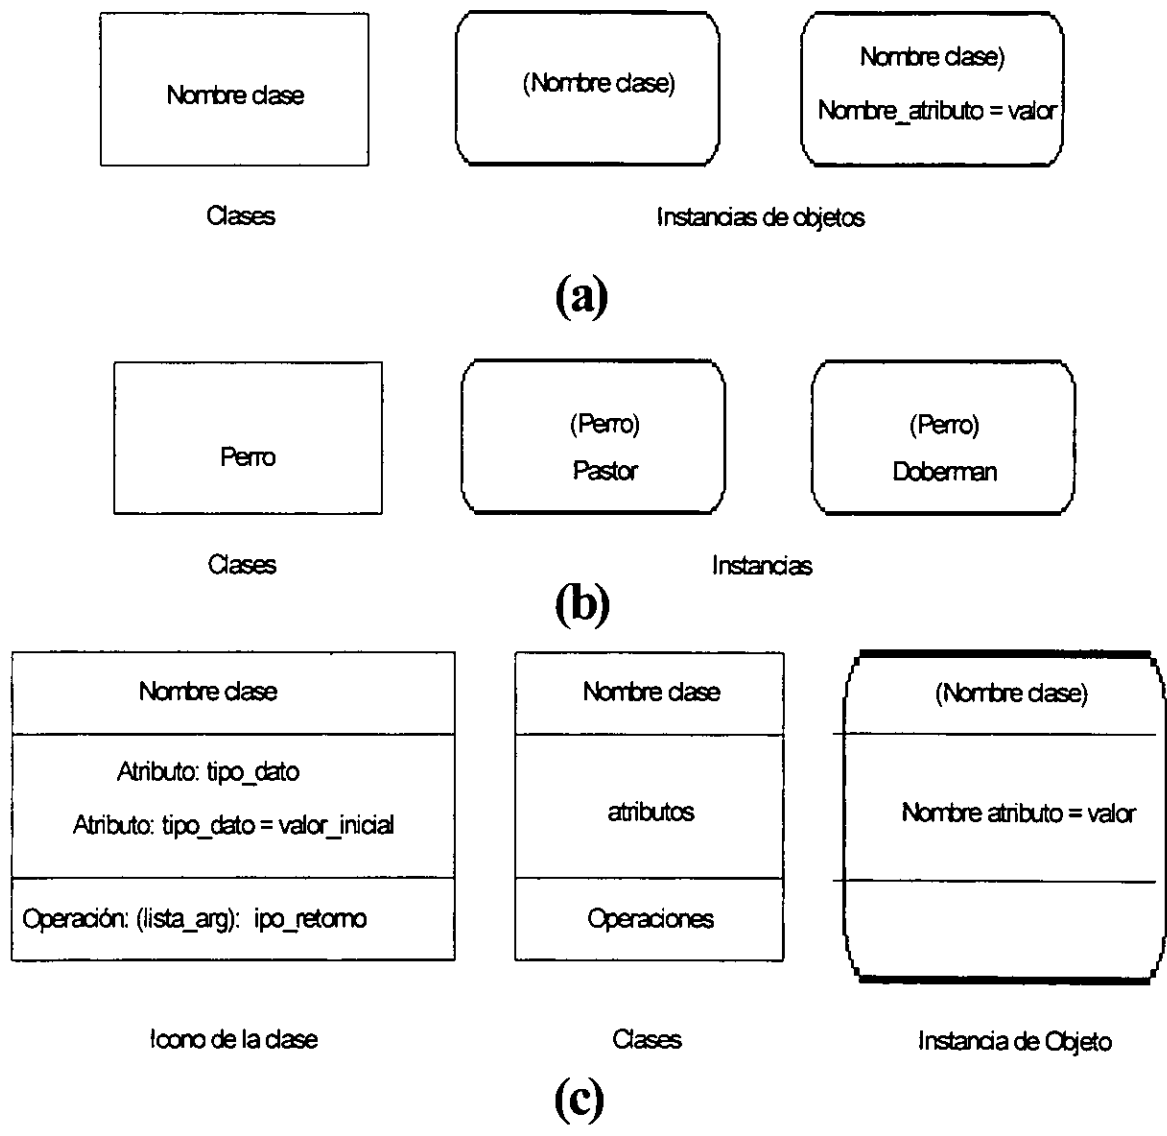 Nombre clase
(Nombre clase)
Nombre clase)
Nombre_atributo = valor
Clases
Instancias de objetos
(a)
Perro
(Perro)
Pastor
(Perro)
Doberman
Clases
Instancias
(b)
Nombre clase
Atributo: tipo_dato
Atributo: tipo_dato = valor_inicial
Operación: (lista_arg): ipo_retorno
Nombre clase
atributos
Operaciones
(Nombre clase)
Nombre atributo = valor
Icono de la clase
Clases
Instancia de Objeto
(c)